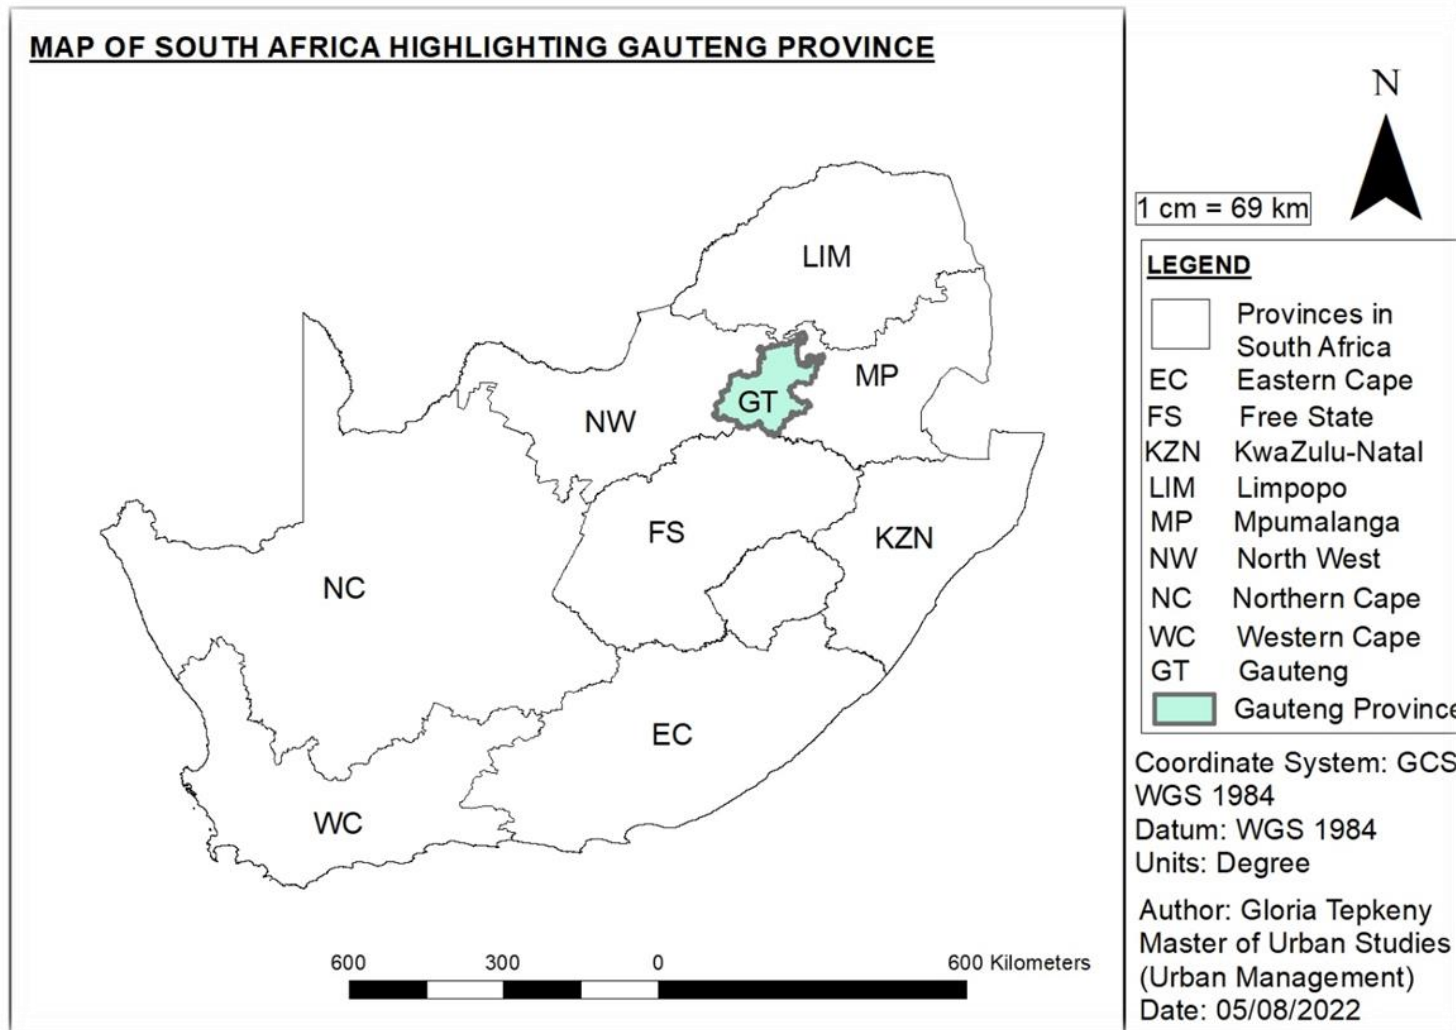 MAP OF SOUTH AFRICA HIGHLIGHTING GAUTENG PROVINCE
N
1 cm = 69 km
LIM
MP
GT
NW
FS
KZN
NC
EC
WC
600 300 0 600 Kilometers
LEGEND
Provinces in
South Africa
EC Eastern Cape
FS Free State
KZN KwaZulu-Natal
LIM Limpopo
MP Mpumalanga
NW North West
NC Northern Cape
WC Western Cape
GT Gauteng
Gauteng Province
Coordinate System: GCS
WGS 1984
Datum: WGS 1984
Units: Degree
Author: Gloria Tepkeny
Master of Urban Studies
(Urban Management)
Date: 05/08/2022